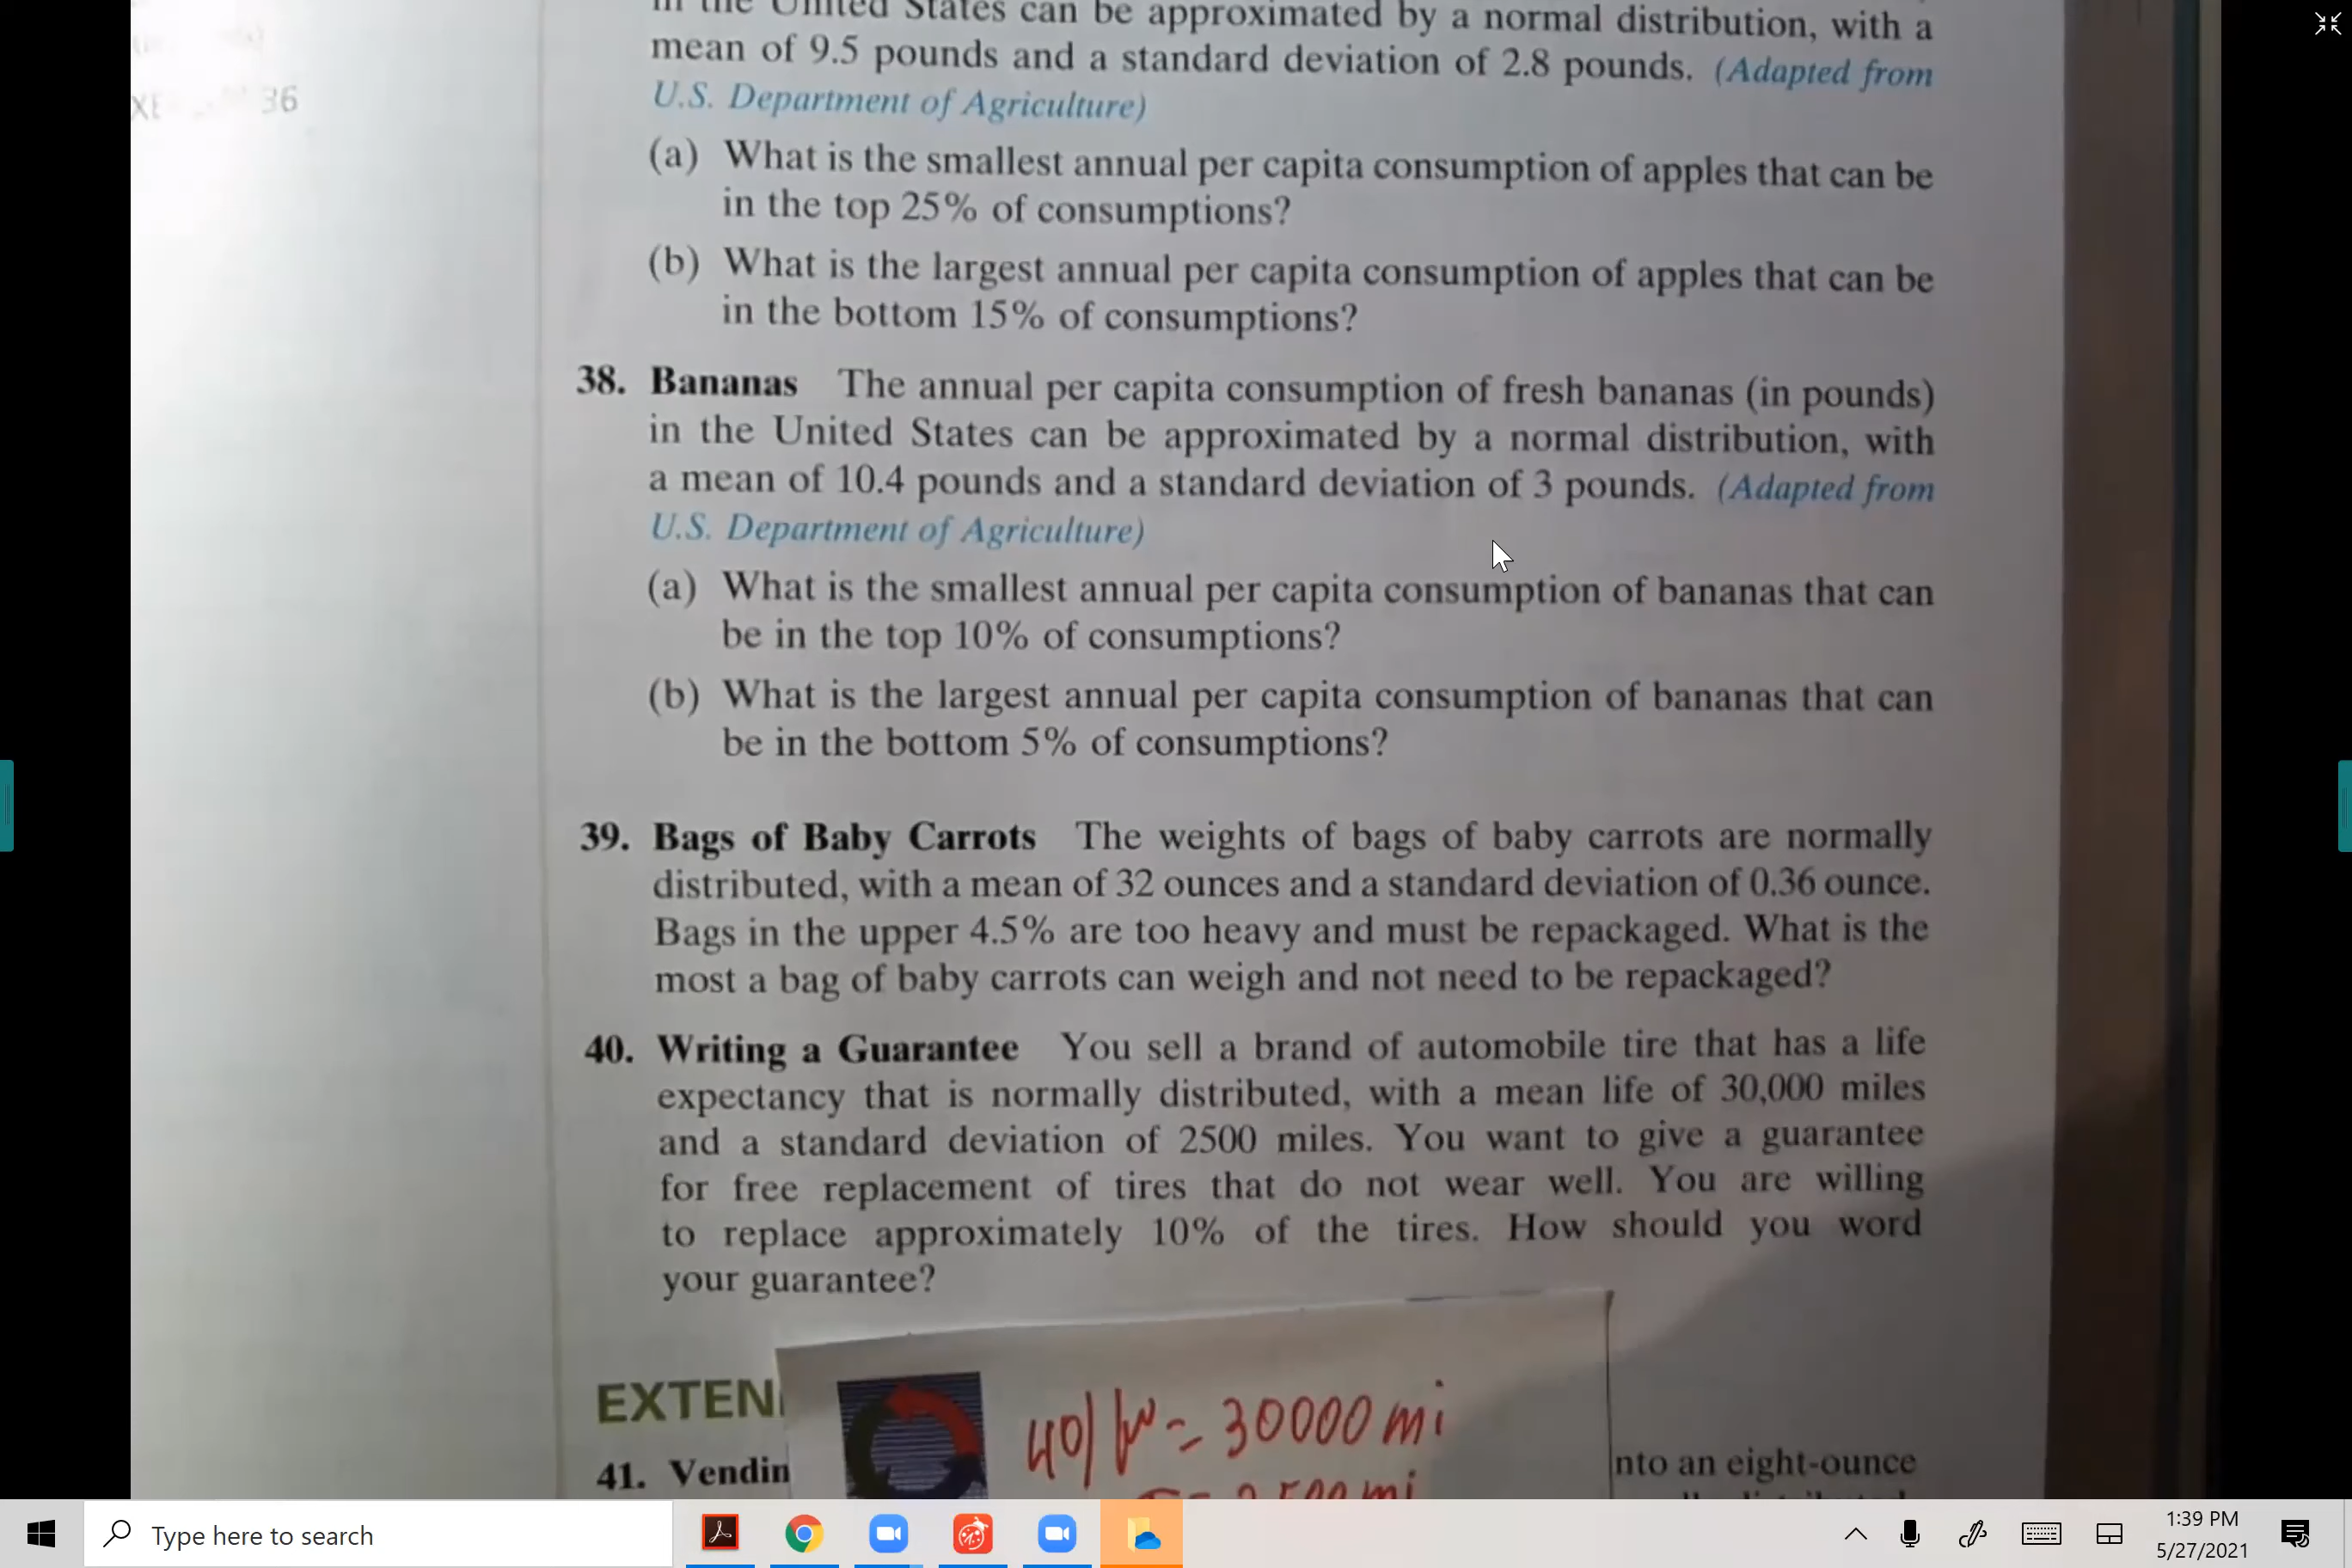 36
in the United States can be approximated by a normal distribution, with a
mean of 9.5 pounds and a standard deviation of 2.8 pounds. (Adapted from
U.S. Department of Agriculture)
(a) What is the smallest annual per capita consumption of apples that can be
in the top 25% of consumptions?
(b) What is the largest annual per capita consumption of apples that can be
in the bottom 15% of consumptions?
38. Bananas The annual per capita consumption of fresh bananas (in pounds)
in the United States can be approximated by a normal distribution, with
a mean of 10.4 pounds and a standard deviation of 3 pounds. (Adapted from
U.S. Department of Agriculture)
(a) What is the smallest annual per capita consumption of bananas that can
be in the top 10% of consumptions?
(b) What is the largest annual per capita consumption of bananas that can
be in the bottom 5% of consumptions?
39. Bags of Baby Carrots The weights of bags of baby carrots are normally
distributed, with a mean of 32 ounces and a standard deviation of 0.36 ounce.
Bags in the upper 4.5% are too heavy and must be repackaged. What is the
most a bag of baby carrots can weigh and not need to be repackaged?
40. Writing a Guarantee You sell a brand of automobile tire that has a life
expectancy that is normally distributed, with a mean life of 30,000 miles
and a standard deviation of 2500 miles. You want to give a guarantee
for free replacement of tires that do not wear well. You are willing
to replace approximately 10% of the tires. How should you word
your guarantee?
EXTEN
40) μ = 30000 mi
σ = 2500 mi
41. Vendin
nto an eight-ounce
Type here to search
1:39 PM
5/27/2021